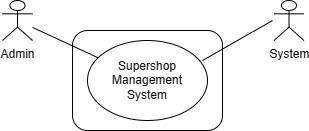 Admin
System
Supershop
Management
System